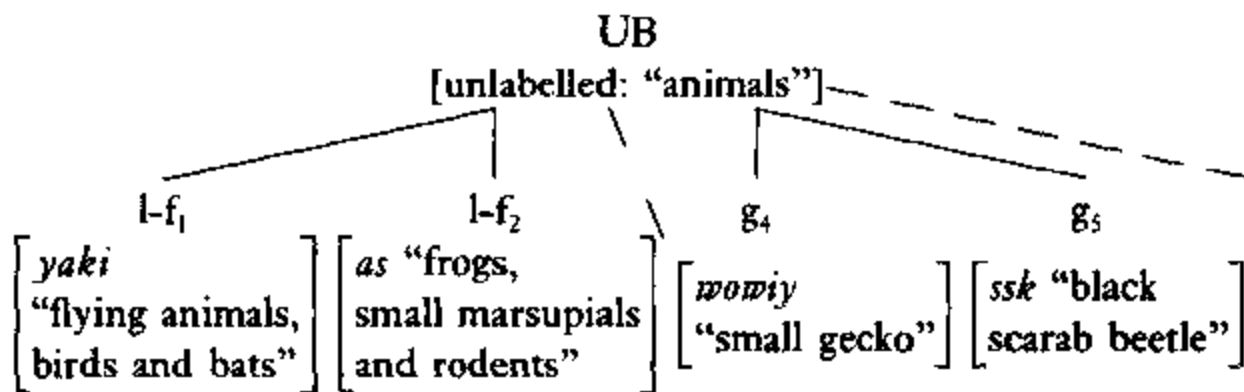 UB
[unlabelled: “animals”]
l-f₁ l-f₂ g₄ g₅
yaki as “frogs, wowiy ssk “black
“flying animals, small marsupials “small gecko” scarab beetle”
birds and bats” and rodents”